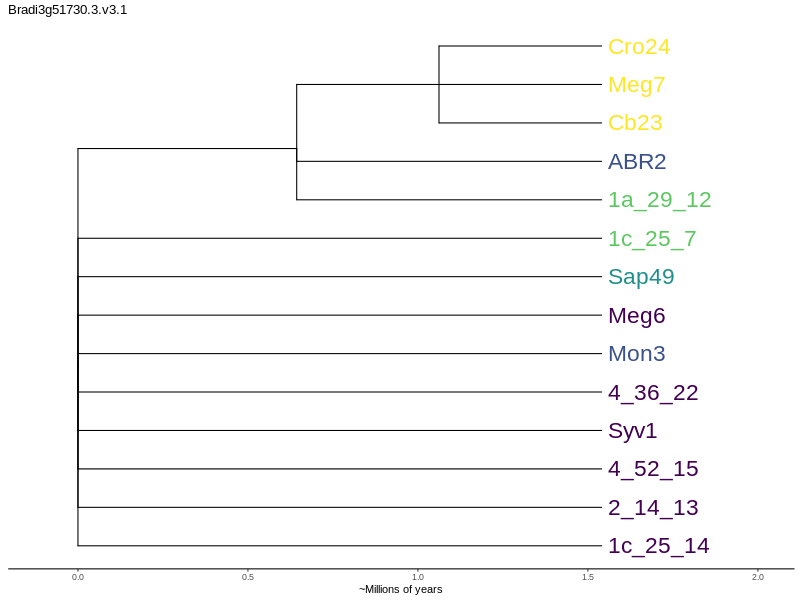 Bradi3g51730.3.v3.1
Cro24
Meg7
Cb23
ABR2
1a_29_12
1c_25_7
Sap49
Meg6
Mon3
4_36_22
Syv1
4_52_15
2_14_13
1c_25_14
0.0 0.5 1.0 1.5 2.0
~Millions of years